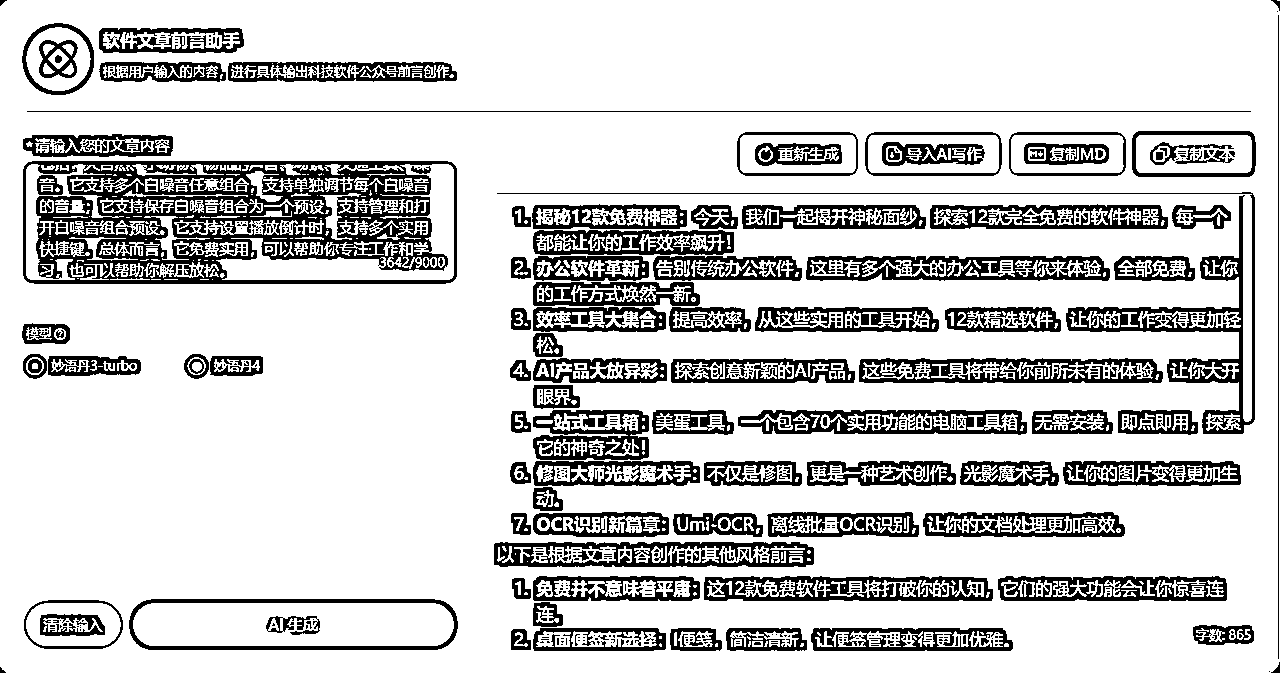 软件文章前言助手
根据用户输入的内容，进行具体输出科技软件公众号前言创作。
* 请输入您的文章内容
音。它支持多个白噪音任意组合，支持单独调节每个白噪音
的音量；它支持保存白噪音组合为一个预设，支持管理和打
开白噪音组合预设。它支持设置播放倒计时，支持多个实用
快捷键。总体而言，它免费实用，可以帮助你专注工作和学
习，也可以帮助你解压放松。
3642/9000
模型
妙语丹3-turbo
妙语丹4
清除输入
AI 生成
重新生成
导入AI写作
复制MD
复制文本
1. 揭秘12款免费神器：今天，我们一起揭开神秘面纱，探索12款完全免费的软件神器，每一个
都能让你的工作效率飙升！
2. 办公软件革新：告别传统办公软件，这里有多个强大的办公工具等你来体验，全部免费，让你
的工作方式焕然一新。
3. 效率工具大集合：提高效率，从这些实用的工具开始，12款精选软件，让你的工作变得更加轻
松。
4. AI产品大放异彩：探索创意新颖的AI产品，这些免费工具将带给你前所未有的体验，让你大开
眼界。
5. 一站式工具箱：美蛋工具，一个包含70个实用功能的电脑工具箱，无需安装，即点即用，探索
它的神奇之处！
6. 修图大师光影魔术手：不仅是修图，更是一种艺术创作。光影魔术手，让你的图片变得更加生
动。
7. OCR识别新篇章：Umi-OCR，离线批量OCR识别，让你的文档处理更加高效。
以下是根据文章内容创作的其他风格前言：
1. 免费并不意味着平庸：这12款免费软件工具将打破你的认知，它们的强大功能会让你惊喜连
连。
2. 桌面便签新选择：I便笺，简洁清新，让便签管理变得更加优雅。
字数: 865